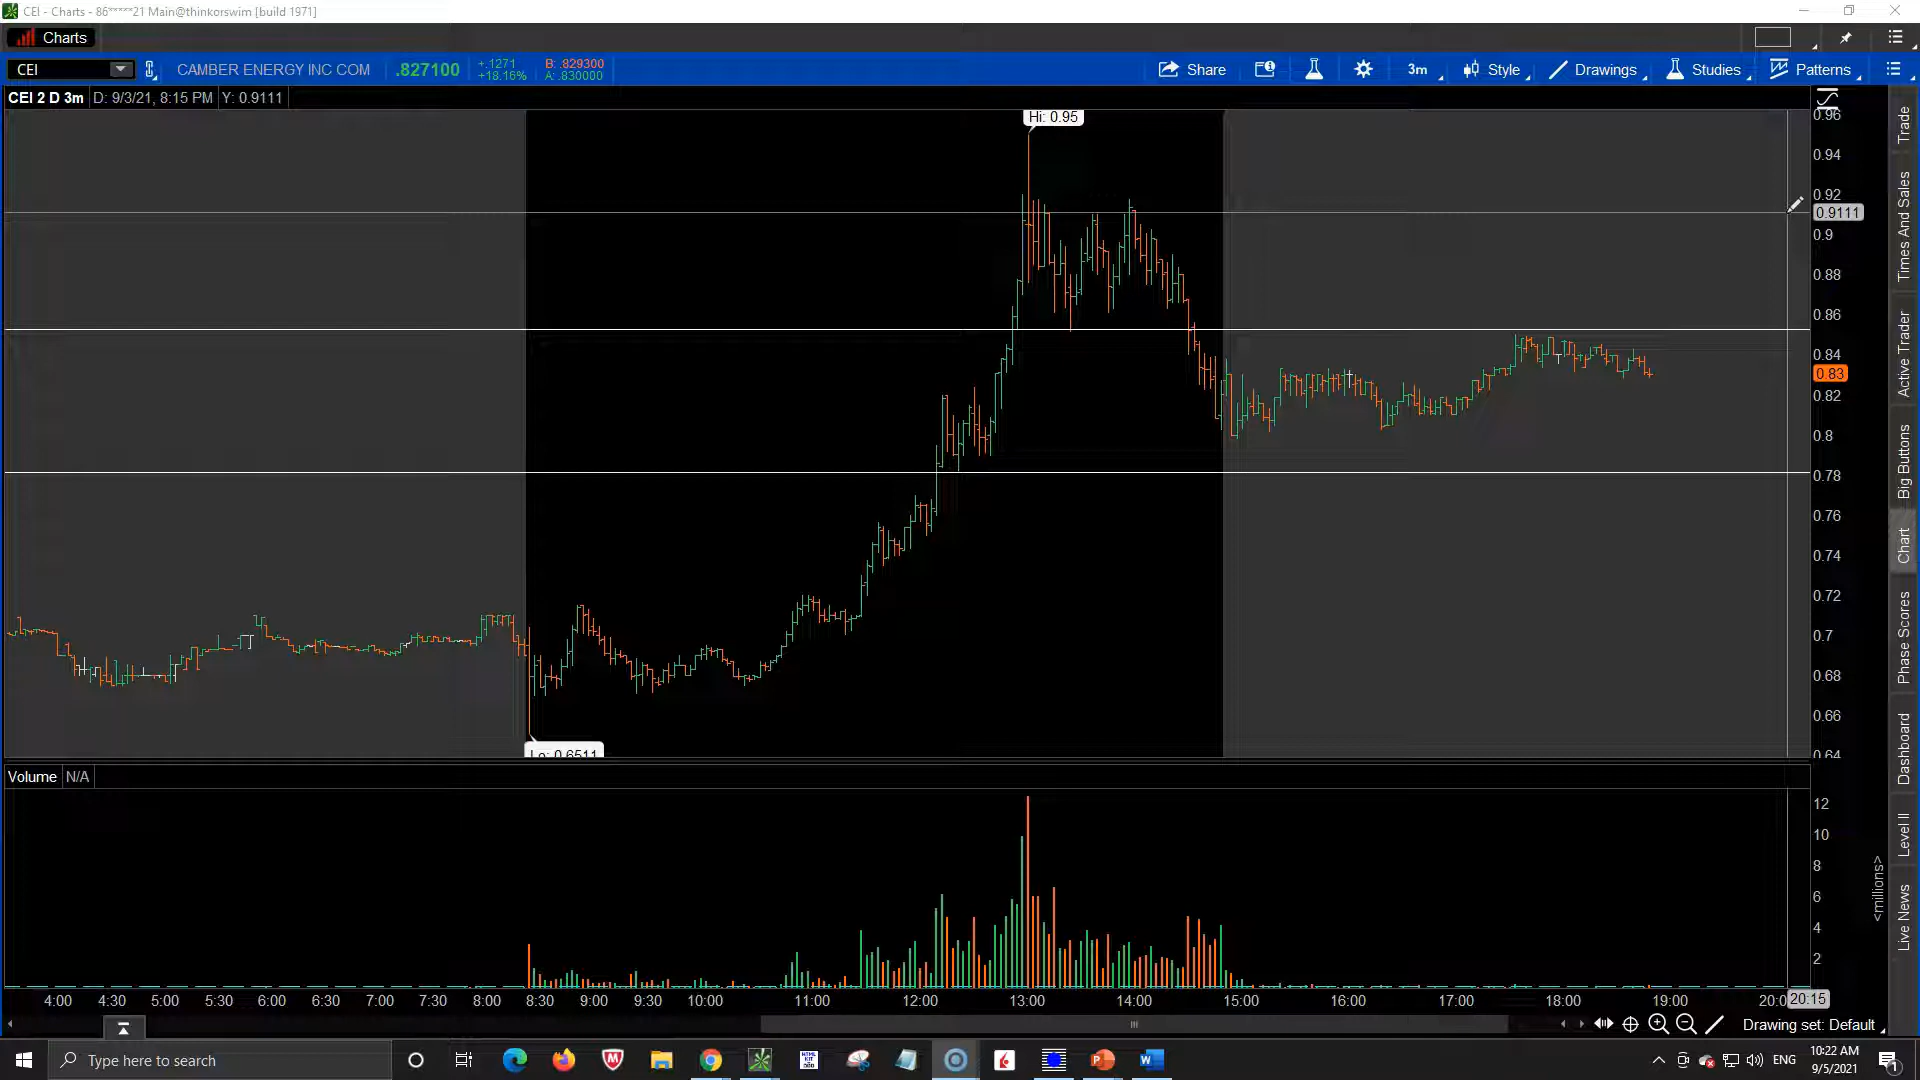 CEI - Charts - 86*****21 Main@thinkorswim [build 1971]
Charts
CEI CAMBER ENERGY INC COM .827100 +.1271 +18.16% B: .829300 A: .830000 Share 3m Style Drawings Studies Patterns
CEI 2 D 3m D: 9/3/21, 8:15 PM Y: 0.9111
Hi: 0.95
0.96
0.94
0.92
0.9111
0.9
0.88
0.86
0.84
0.83
0.82
0.8
0.78
0.76
0.74
0.72
0.7
0.68
0.66
0.64
Lo: 0.6511
Trade
Times And Sales
Active Trader
Big Buttons
Chart
Phase Scores
Dashboard
Level II
Live News
Volume N/A
12
10
8
6
4
2
<millions>
4:00 4:30 5:00 5:30 6:00 6:30 7:00 7:30 8:00 8:30 9:00 9:30 10:00 11:00 12:00 13:00 14:00 15:00 16:00 17:00 18:00 19:00 20:0 20:15
Drawing set: Default
Type here to search
ENG
10:22 AM
9/5/2021